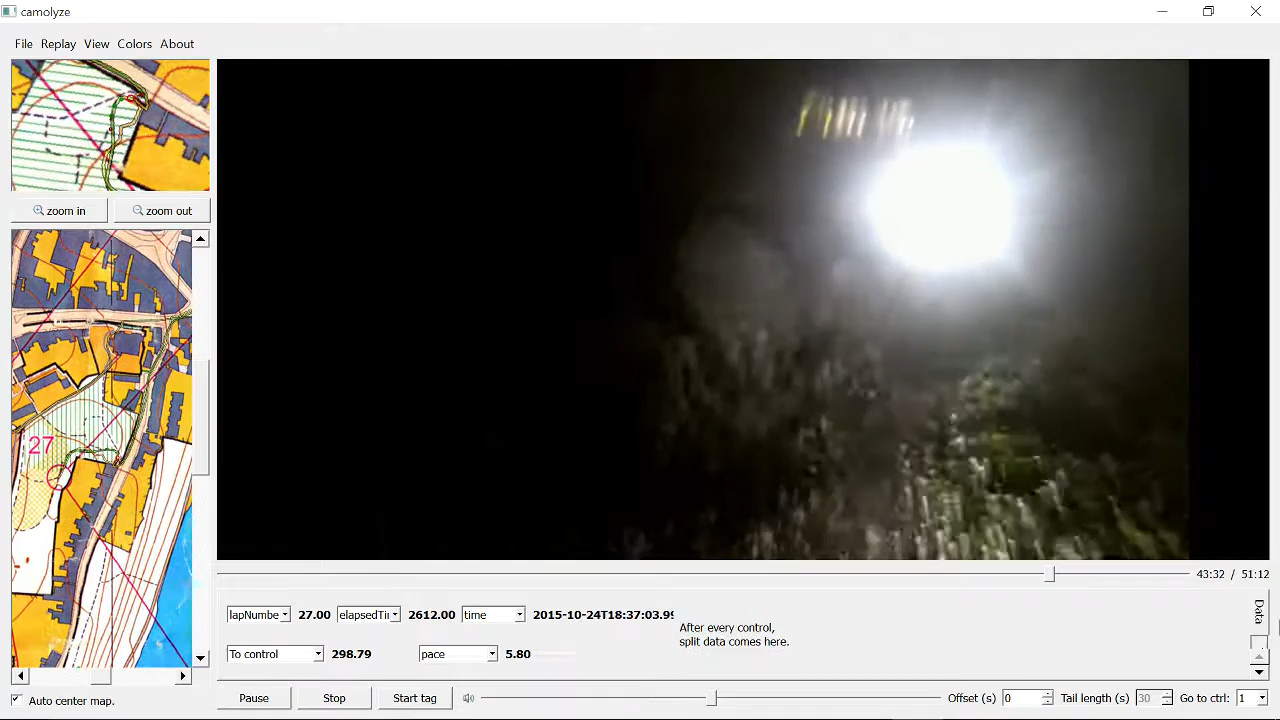 camolyze
File Replay View Colors About
zoom in zoom out
27
43:32 / 51:12
Data
lapNumbe 27.00 elapsedTi 2612.00 time 2015-10-24T18:37:03.99
After every control,
split data comes here.
To control 298.79 pace 5.80
Pause Stop Start tag Offset (s) 0 Tail length (s) 30 Go to ctrl: 1
Auto center map.